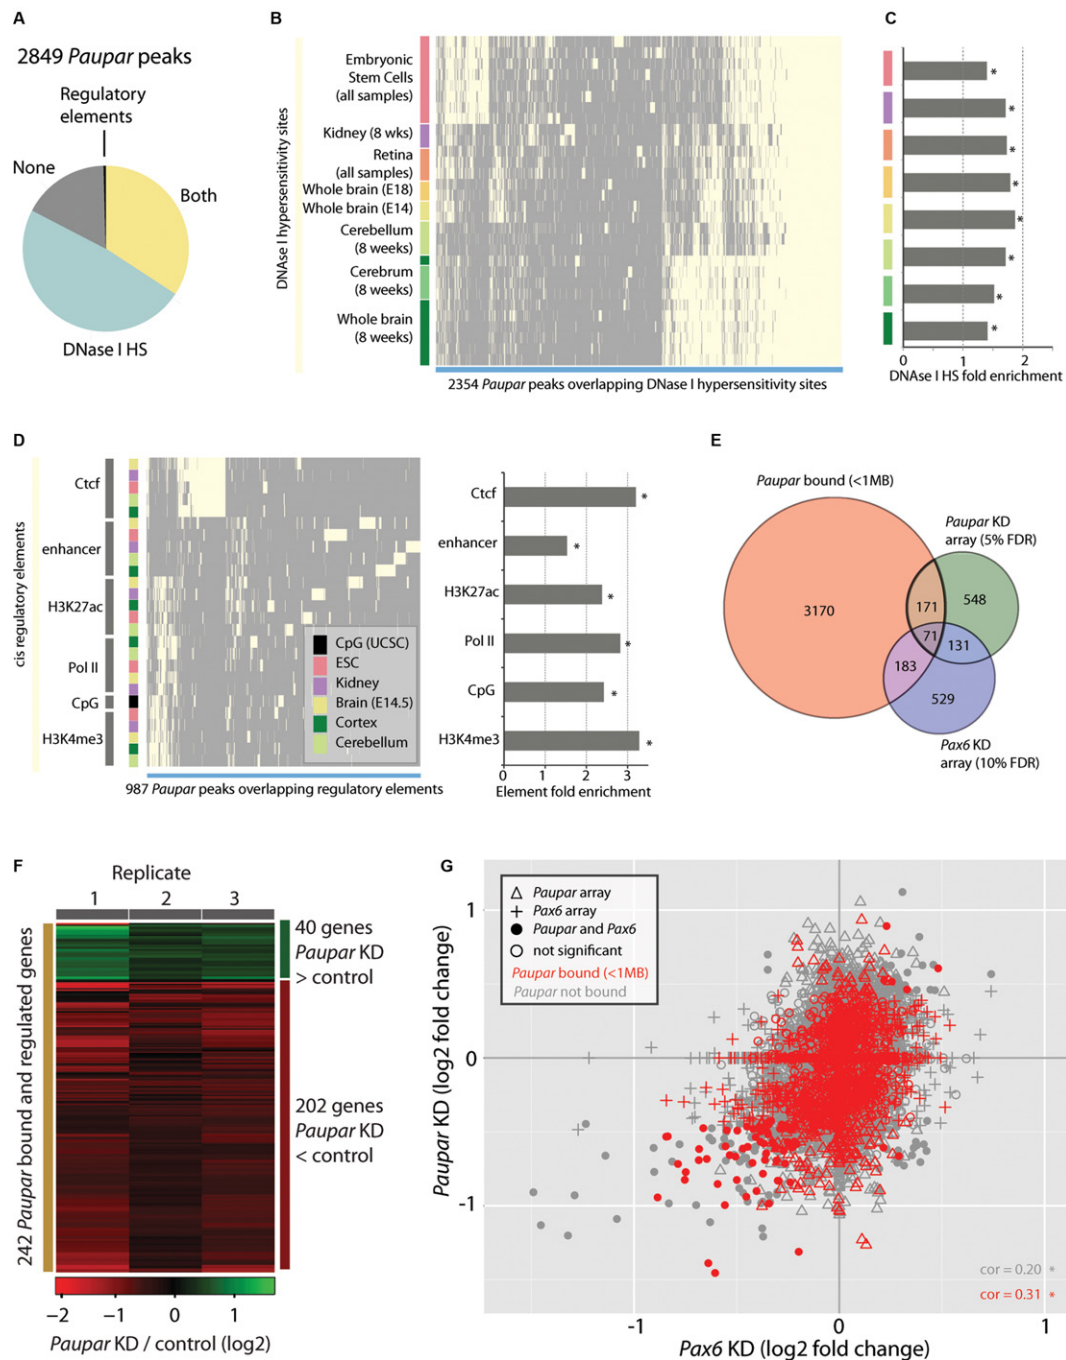 A
2849 Paupar peaks
Regulatory
elements
None
Both
DNase I HS
B
DNAse I hypersensitivity sites
Embryonic
Stem Cells
(all samples)
Kidney (8 wks)
Retina
(all samples)
Whole brain (E18)
Whole brain (E14)
Cerebellum
(8 weeks)
Cerebrum
(8 weeks)
Whole brain
(8 weeks)
2354 Paupar peaks overlapping DNase I hypersensitivity sites
C
*
*
*
*
*
*
*
*
0 1 2
DNAse I HS fold enrichment
D
cis regulatory elements
Ctcf
enhancer
H3K27ac
Pol II
CpG
H3K4me3
CpG (UCSC)
ESC
Kidney
Brain (E14.5)
Cortex
Cerebellum
987 Paupar peaks overlapping regulatory elements
Ctcf *
enhancer *
H3K27ac *
Pol II *
CpG *
H3K4me3 *
0 1 2 3
Element fold enrichment
E
Paupar bound (<1MB)
Paupar KD
array (5% FDR)
3170
171
548
71
131
183
529
Pax6 KD
array (10% FDR)
F
Replicate
1 2 3
242 Paupar bound and regulated genes
40 genes
Paupar KD
> control
202 genes
Paupar KD
< control
−2 −1 0 1
Paupar KD / control (log2)
G
Paupar array
Pax6 array
Paupar and Pax6
not significant
Paupar bound (<1MB)
Paupar not bound
Paupar KD (log2 fold change)
1
0
-1
cor = 0.20 *
cor = 0.31 *
-1 0 1
Pax6 KD (log2 fold change)